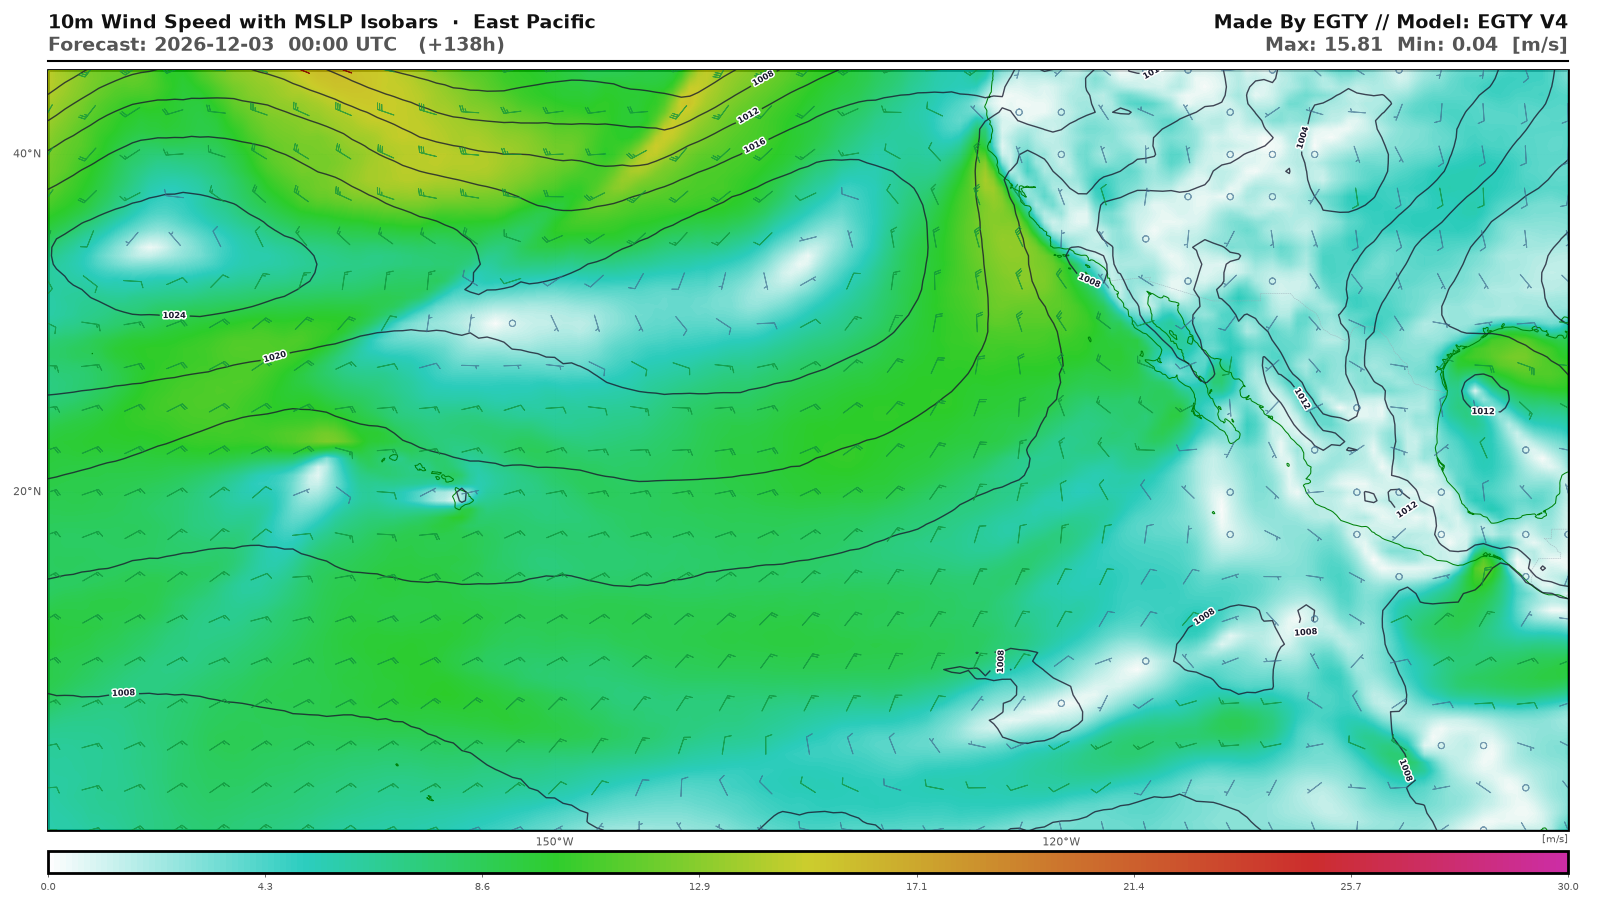 10m Wind Speed with MSLP Isobars · East Pacific
Made By EGTY // Model: EGTY V4
Forecast: 2026-12-03 00:00 UTC (+138h)
Max: 15.81 Min: 0.04 [m/s]
1008
1012
1016
1004
40°N
1008
1024
1020
1012
1012
20°N
1012
1008
1008
1008
1008
1008
150°W
120°W
[m/s]
0.0
4.3
8.6
12.9
17.1
21.4
25.7
30.0